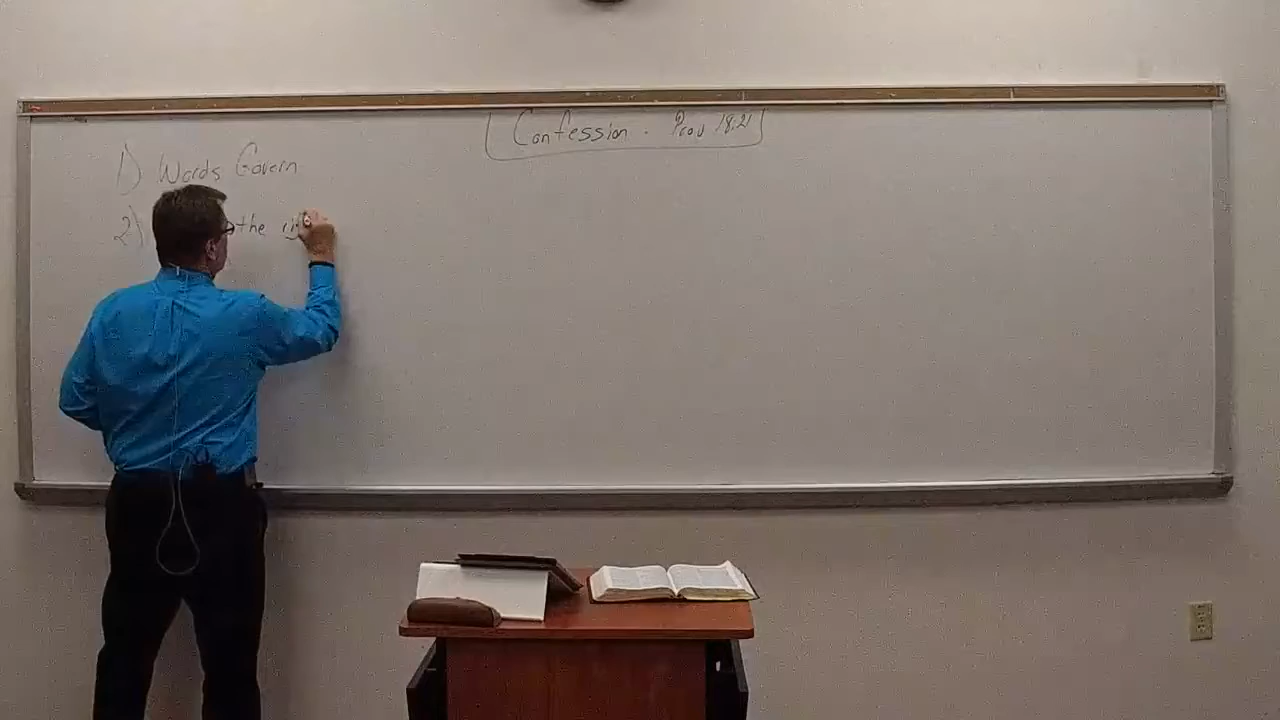 Confession . Prov 18:21
1) Words Govern
2) the